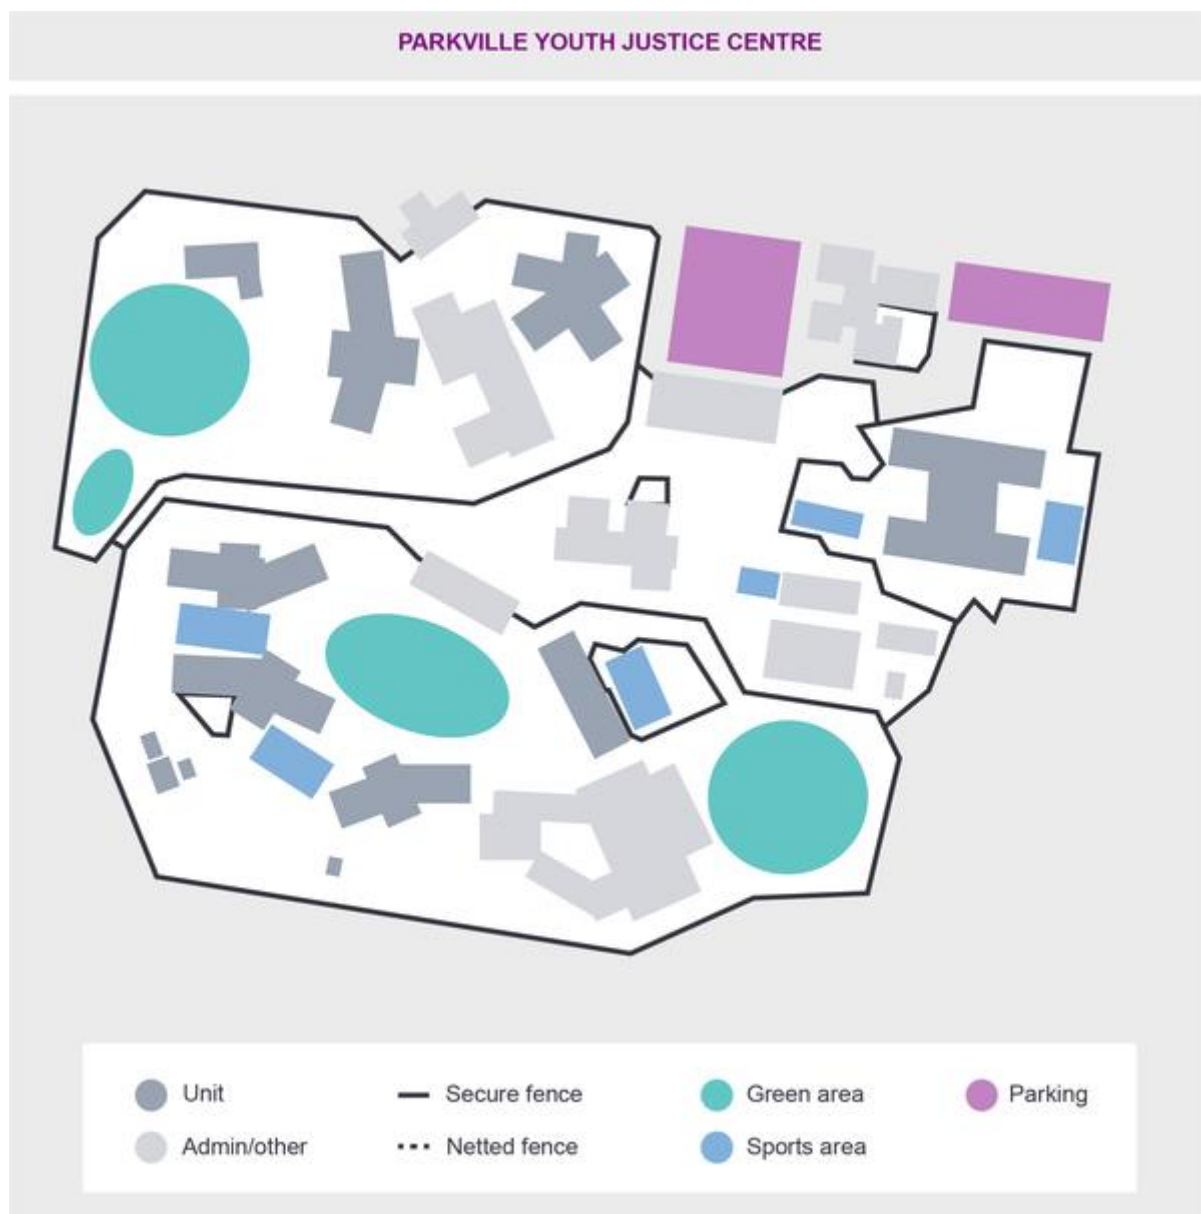 PARKVILLE YOUTH JUSTICE CENTRE
Unit
Secure fence
Green area
Parking
Admin/other
Netted fence
Sports area